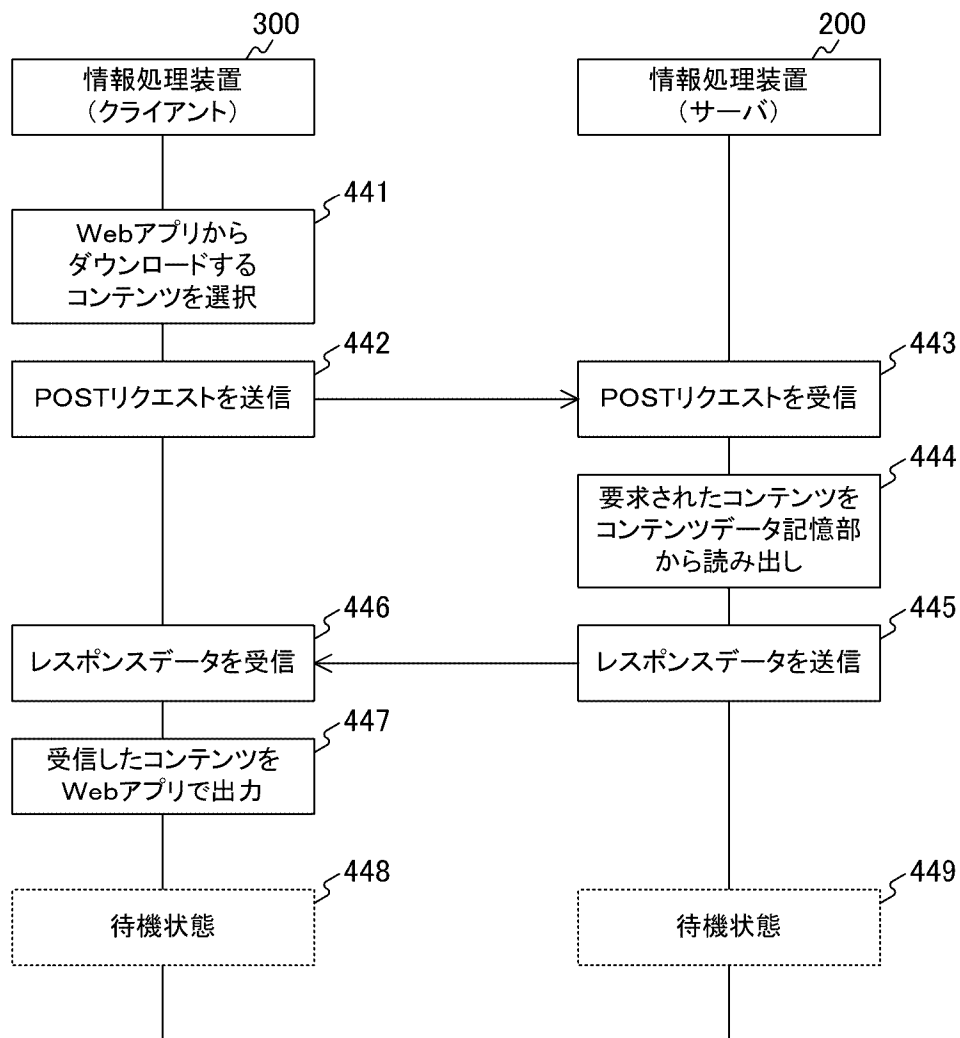 300
情報処理装置
（クライアント）
200
情報処理装置
（サーバ）
441
Webアプリから
ダウンロードする
コンテンツを選択
442
POSTリクエストを送信
443
POSTリクエストを受信
444
要求されたコンテンツを
コンテンツデータ記憶部
から読み出し
445
レスポンスデータを送信
446
レスポンスデータを受信
447
受信したコンテンツを
Webアプリで出力
448
待機状態
449
待機状態